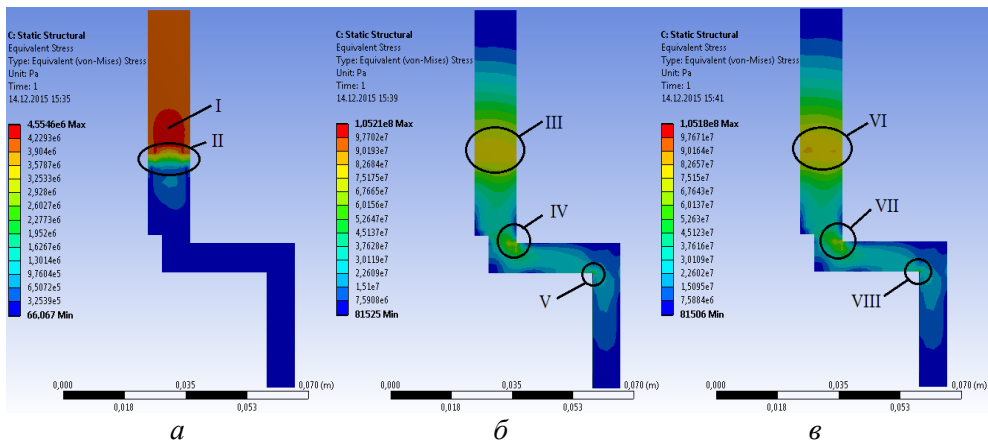 C: Static Structural
Equivalent Stress
Type: Equivalent (von-Mises) Stress
Unit: Pa
Time: 1
14.12.2015 15:35
4,5546e6 Max
4,2293e6
3,904e6
3,5787e6
3,2533e6
2,928e6
2,6027e6
2,2773e6
1,952e6
1,6267e6
1,3014e6
9,7604e5
6,5071e5
3,2539e5
66,067 Min
I
II
0,000
0,035
0,070 (m)
0,018
0,053
а
C: Static Structural
Equivalent Stress
Type: Equivalent (von-Mises) Stress
Unit: Pa
Time: 1
14.12.2015 15:39
1,0521e8 Max
9,7702e7
9,0193e7
8,2684e7
7,5175e7
6,7665e7
6,0156e7
5,2647e7
4,5137e7
3,7628e7
3,0119e7
2,2609e7
1,51e7
7,5908e6
81525 Min
III
IV
V
0,000
0,035
0,070 (m)
0,018
0,053
б
C: Static Structural
Equivalent Stress
Type: Equivalent (von-Mises) Stress
Unit: Pa
Time: 1
14.12.2015 15:41
1,0518e8 Max
9,7671e7
9,0164e7
8,2657e7
7,515e7
6,7643e7
6,0137e7
5,263e7
4,5123e7
3,7616e7
3,0109e7
2,2602e7
1,5095e7
7,5884e6
81506 Min
VI
VII
VIII
0,000
0,035
0,070 (m)
0,018
0,053
в